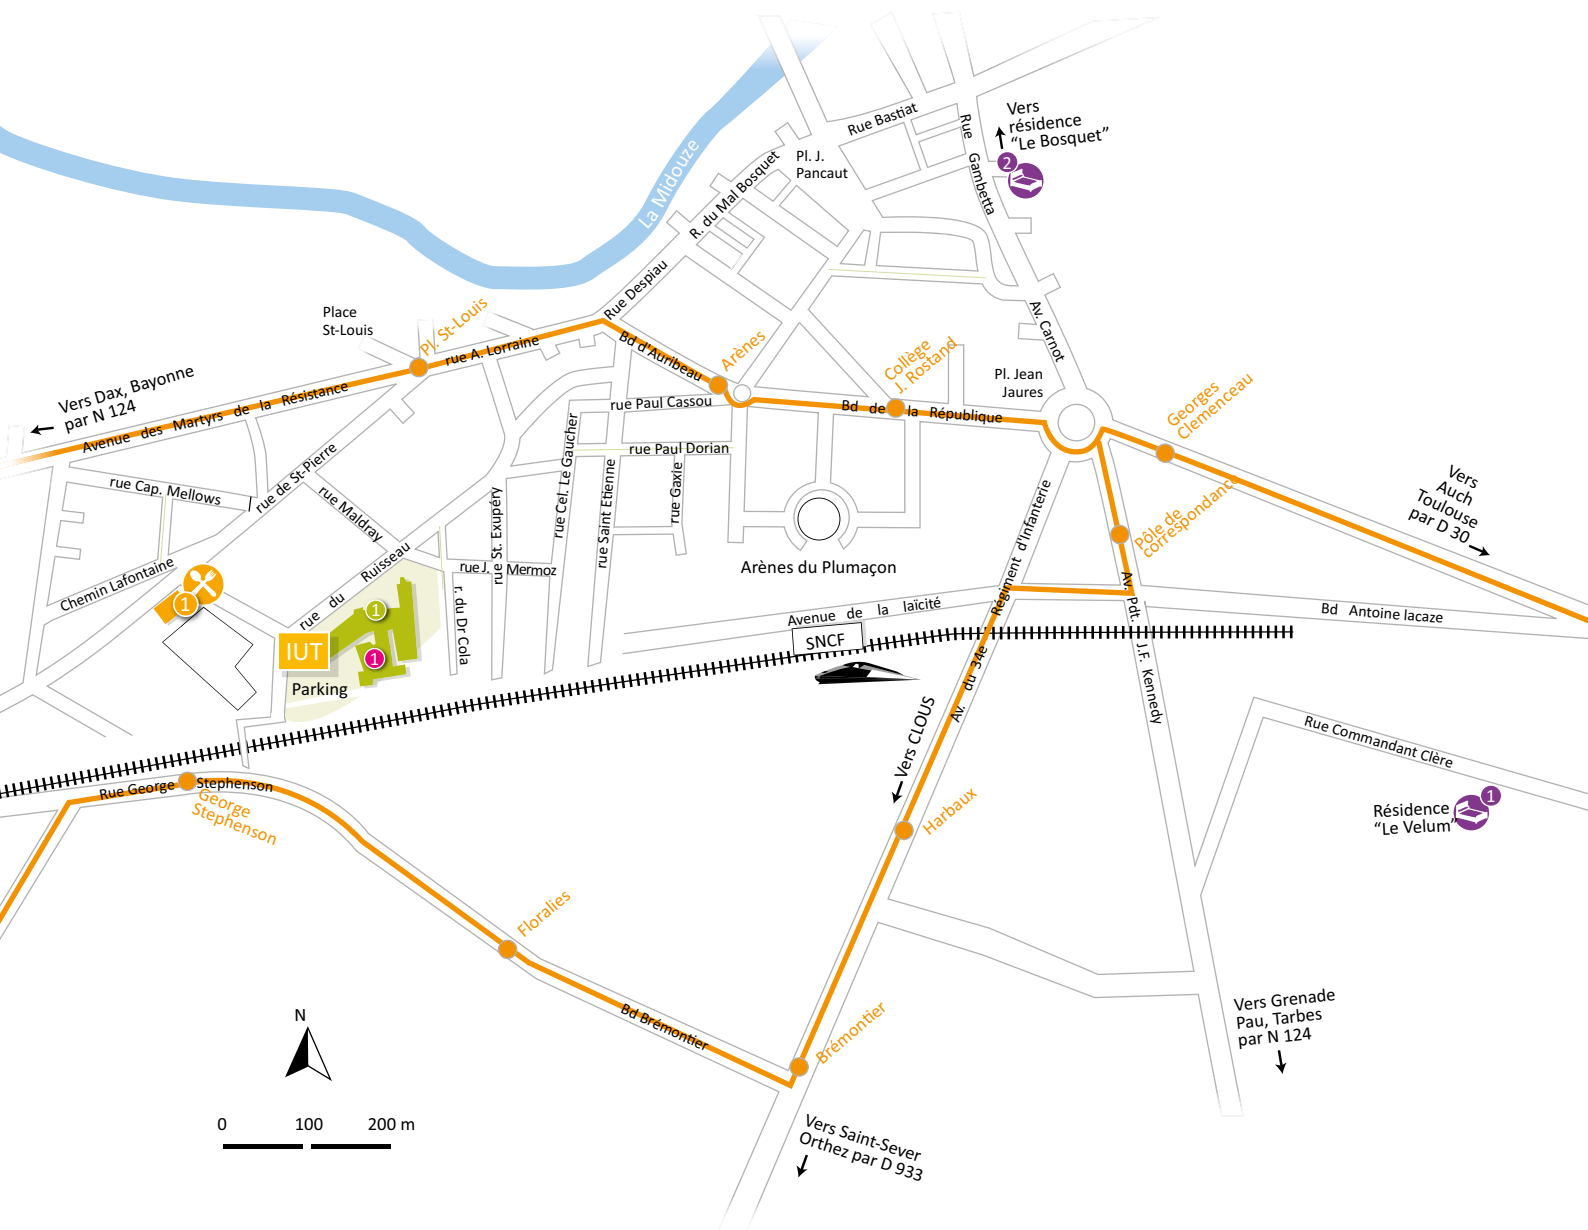 Vers
résidence
“Le Bosquet”
2
Rue Bastiat
Rue Gambetta
Pl. J.
Pancaut
R. du Mal Bosquet
La Midouze
Rue Despiau
Place
St-Louis
Pl. St-Louis
rue A. Lorraine
Bd d'Auribeau
Arènes
Collège
J. Rostand
Av. Carnot
Pl. Jean
Jaures
Georges
Clemenceau
Vers Dax, Bayonne
par N 124
Avenue des Martyrs de la Résistance
rue Paul Cassou
Bd de la République
rue Paul Dorian
rue Cel. Le Gaucher
rue Saint Etienne
rue Gaxie
rue St. Exupéry
rue de St-Pierre
rue Cap. Mellows
rue Maldray
Vers
Auch
Toulouse
par D 30
Pôle de
correspondance
Av. du 34e Régiment d'Infanterie
Arènes du Plumaçon
Chemin Lafontaine
rue du Ruisseau
rue J. Mermoz
r. du Dr Cola
1
1
1
IUT
Parking
Avenue de la laïcité
SNCF
Av. Pdt. J.F. Kennedy
Bd Antoine lacaze
Vers CLOUS
Rue Commandant Clère
Résidence
“Le Velum”
1
Rue George Stephenson
George
Stephenson
Harbaux
Floralies
Bd Brémontier
Brémontier
Vers Grenade
Pau, Tarbes
par N 124
N
0 100 200 m
Vers Saint-Sever
Orthez par D 933